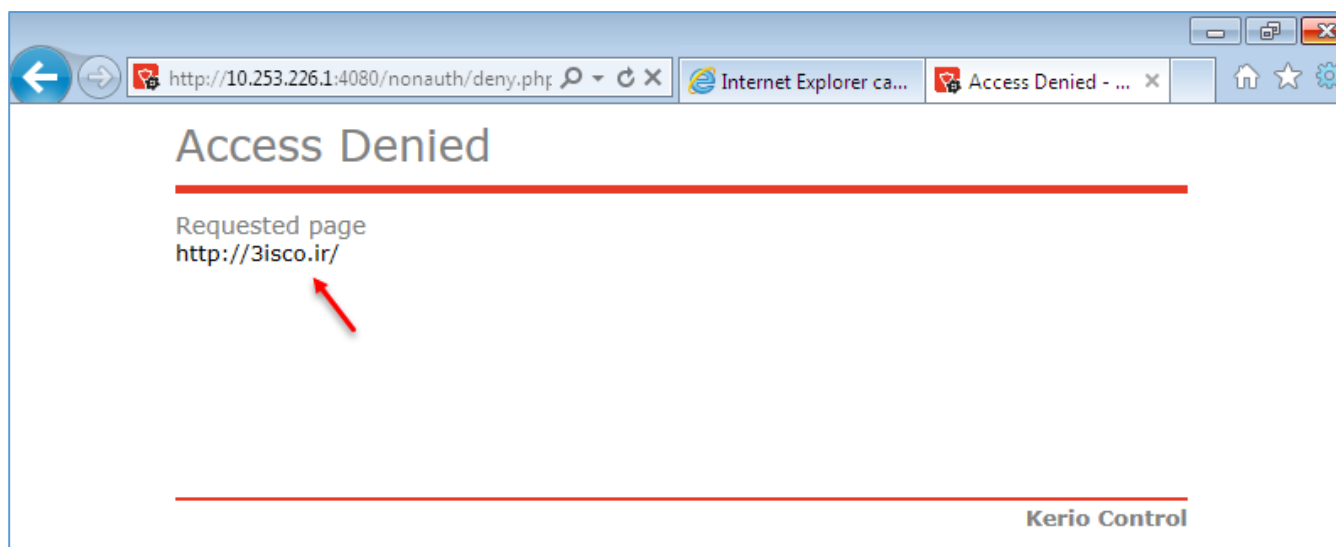 http://10.253.226.1:4080/nonauth/deny.php
Internet Explorer ca...
Access Denied - ...
Access Denied
Requested page
http://3isco.ir/
Kerio Control